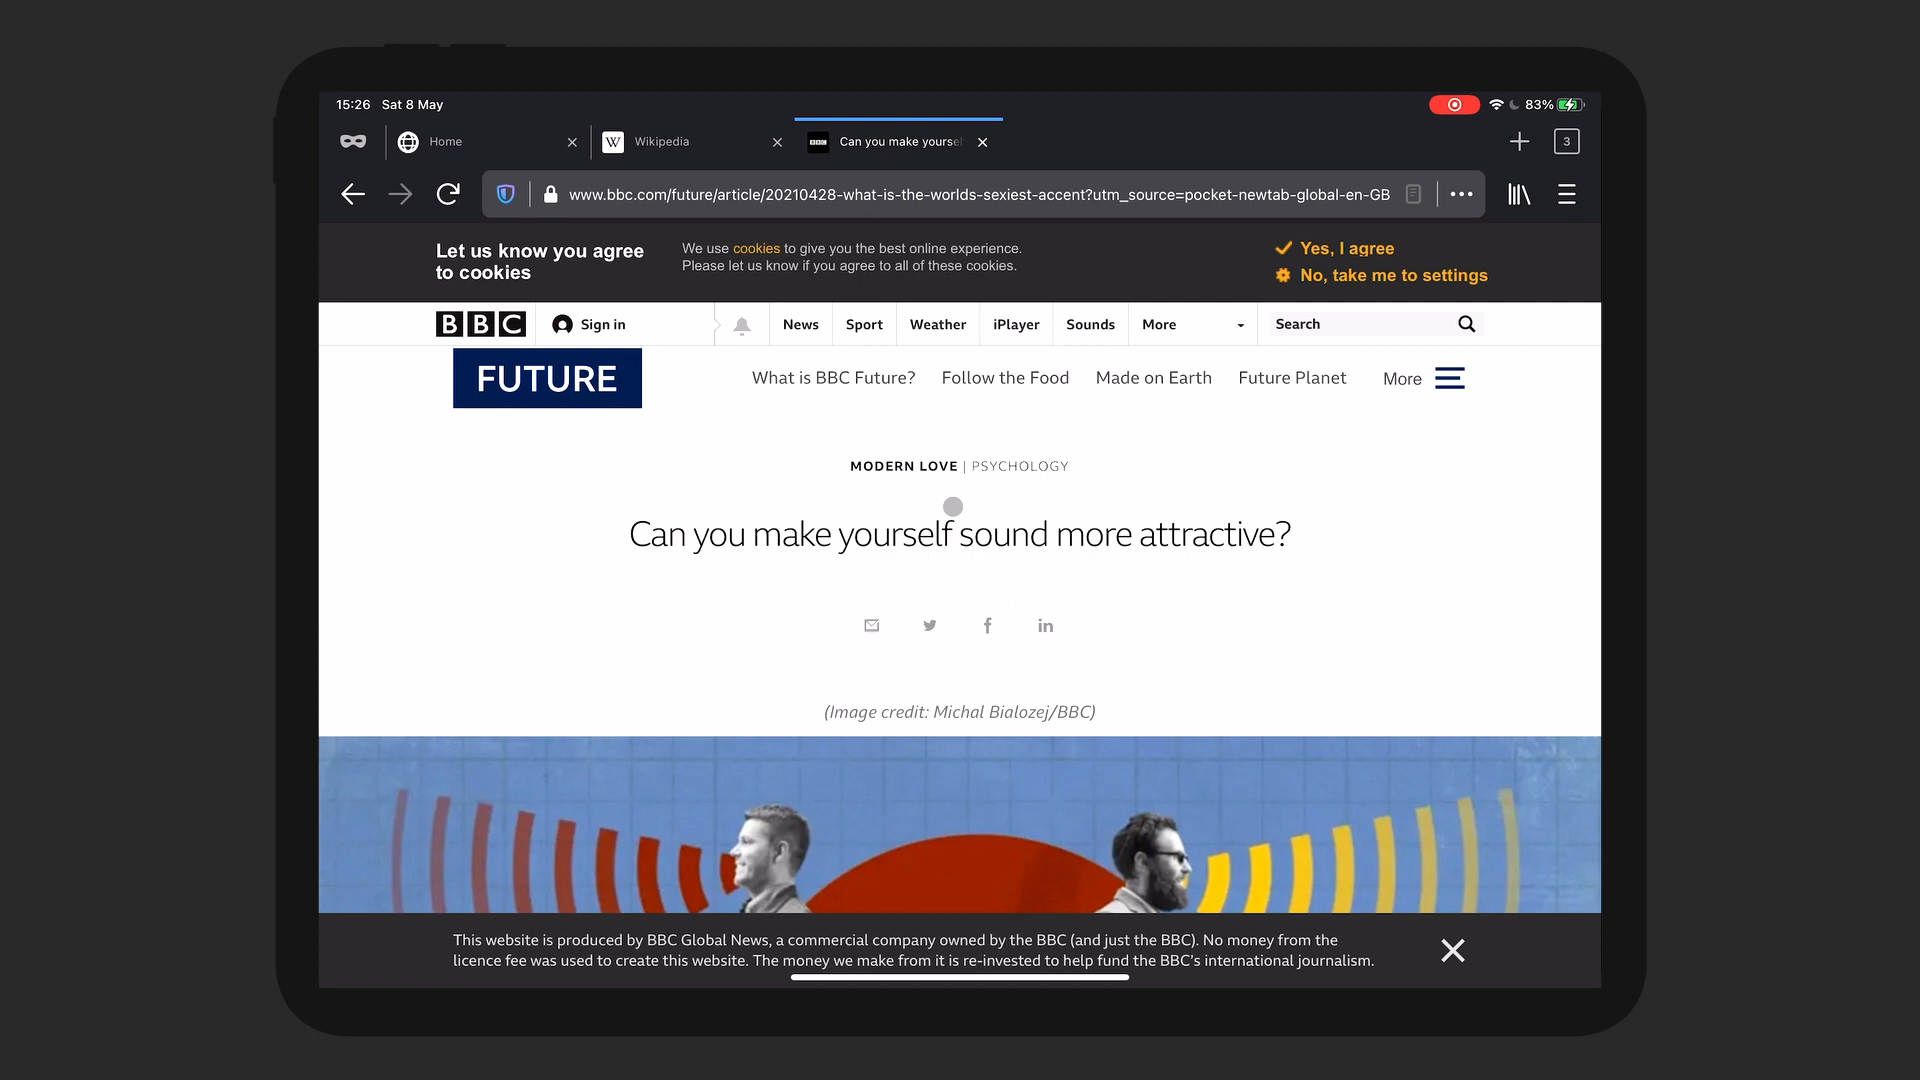 15:26 Sat 8 May
83%
Home
W Wikipedia
BBC Can you make yourse
3
www.bbc.com/future/article/20210428-what-is-the-worlds-sexiest-accent?utm_source=pocket-newtab-global-en-GB
Let us know you agree
to cookies
We use cookies to give you the best online experience.
Please let us know if you agree to all of these cookies.
Yes, I agree
No, take me to settings
BBC
Sign in
News
Sport
Weather
iPlayer
Sounds
More
Search
FUTURE
What is BBC Future?
Follow the Food
Made on Earth
Future Planet
More
MODERN LOVE | PSYCHOLOGY
Can you make yourself sound more attractive?
(Image credit: Michal Bialozej/BBC)
This website is produced by BBC Global News, a commercial company owned by the BBC (and just the BBC). No money from the
licence fee was used to create this website. The money we make from it is re-invested to help fund the BBC's international journalism.